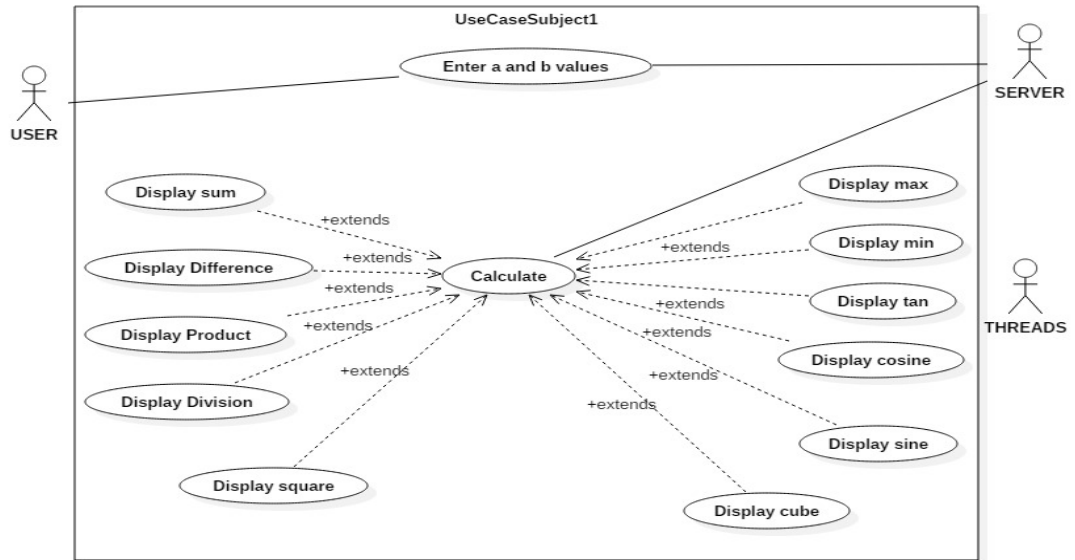 UseCaseSubject1
Enter a and b values
SERVER
USER
Display sum
Display max
+extends
+extends
Display min
Display Difference
+extends
Calculate
+extends
Display tan
+extends
THREADS
Display Product
+extends
+extends
Display cosine
+extends
+extends
Display Division
+extends
Display sine
Display square
Display cube